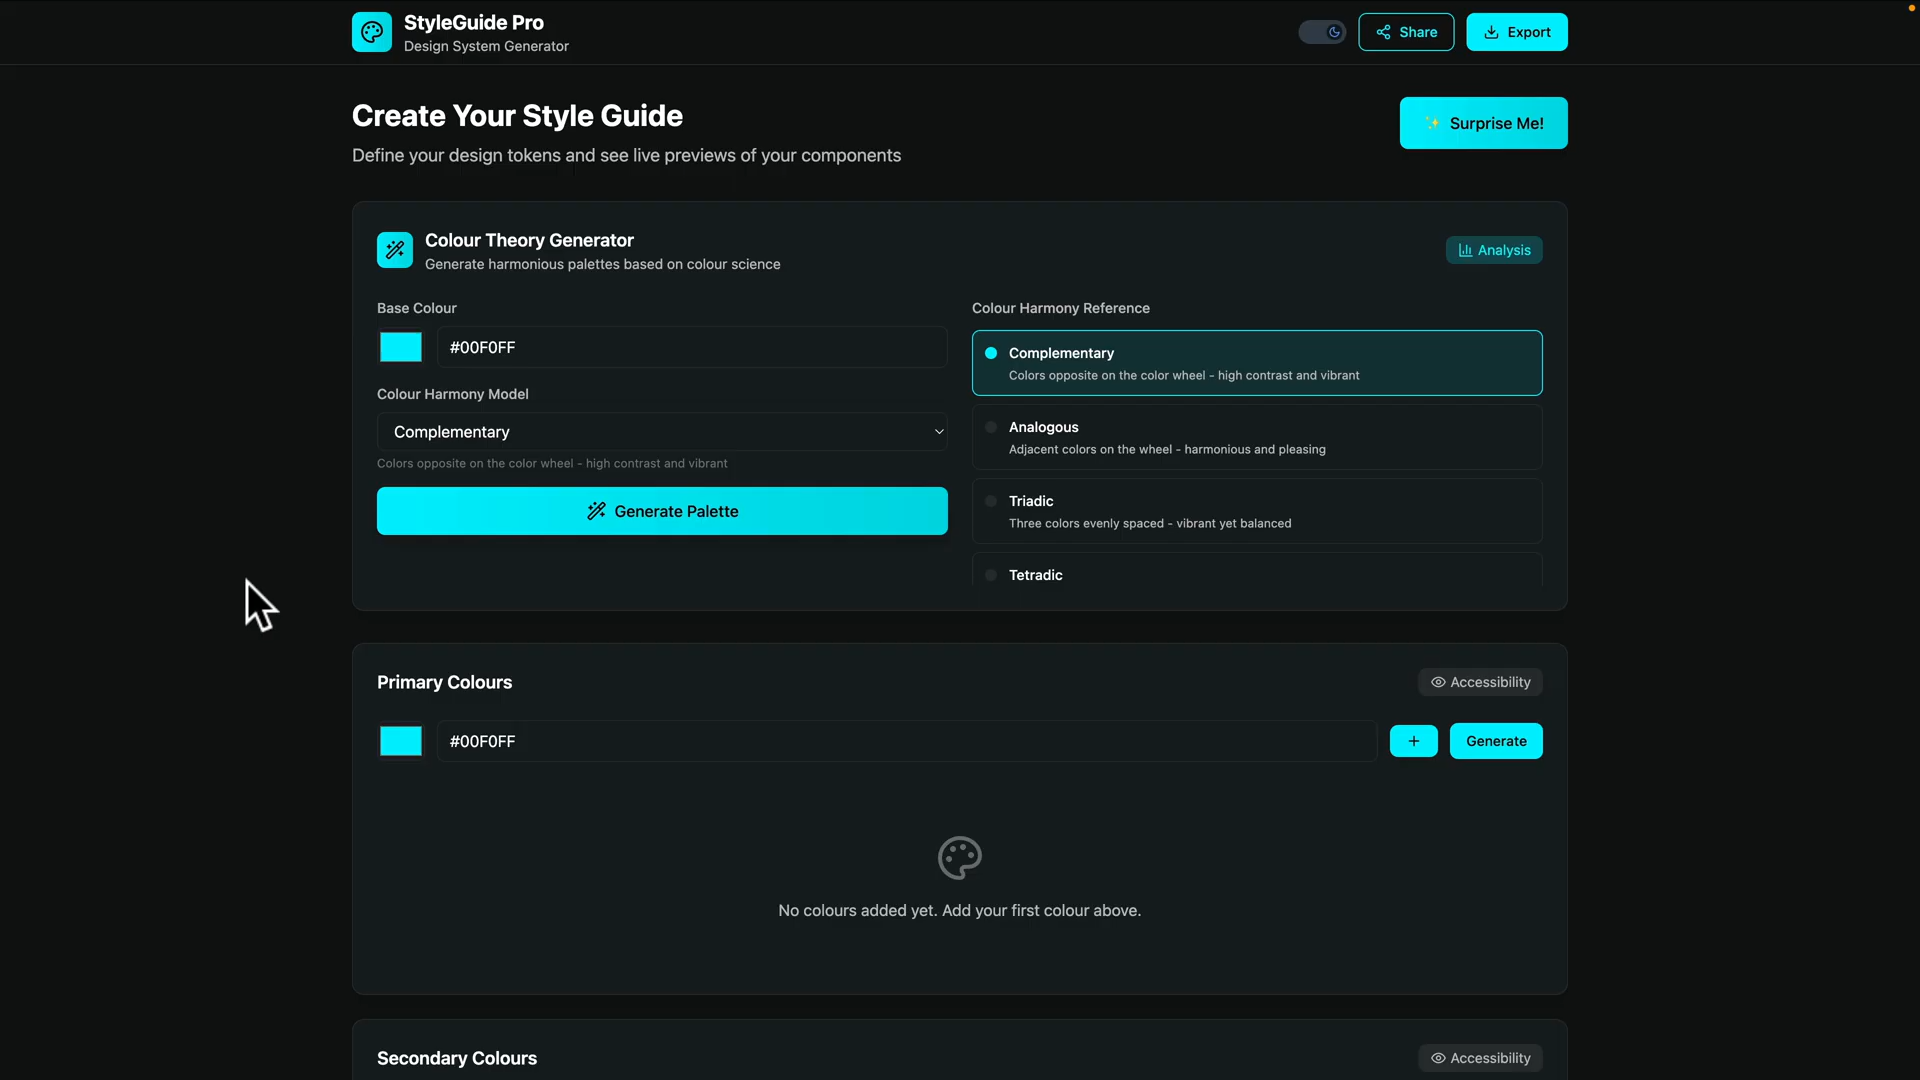 StyleGuide Pro
Design System Generator
Share
Export
Create Your Style Guide
Define your design tokens and see live previews of your components
✨ Surprise Me!
Colour Theory Generator
Generate harmonious palettes based on colour science
Analysis
Base Colour
#00F0FF
Colour Harmony Model
Complementary
Colors opposite on the color wheel - high contrast and vibrant
Generate Palette
Colour Harmony Reference
Complementary
Colors opposite on the color wheel - high contrast and vibrant
Analogous
Adjacent colors on the wheel - harmonious and pleasing
Triadic
Three colors evenly spaced - vibrant yet balanced
Tetradic
Primary Colours
Accessibility
#00F0FF
+
Generate
No colours added yet. Add your first colour above.
Secondary Colours
Accessibility